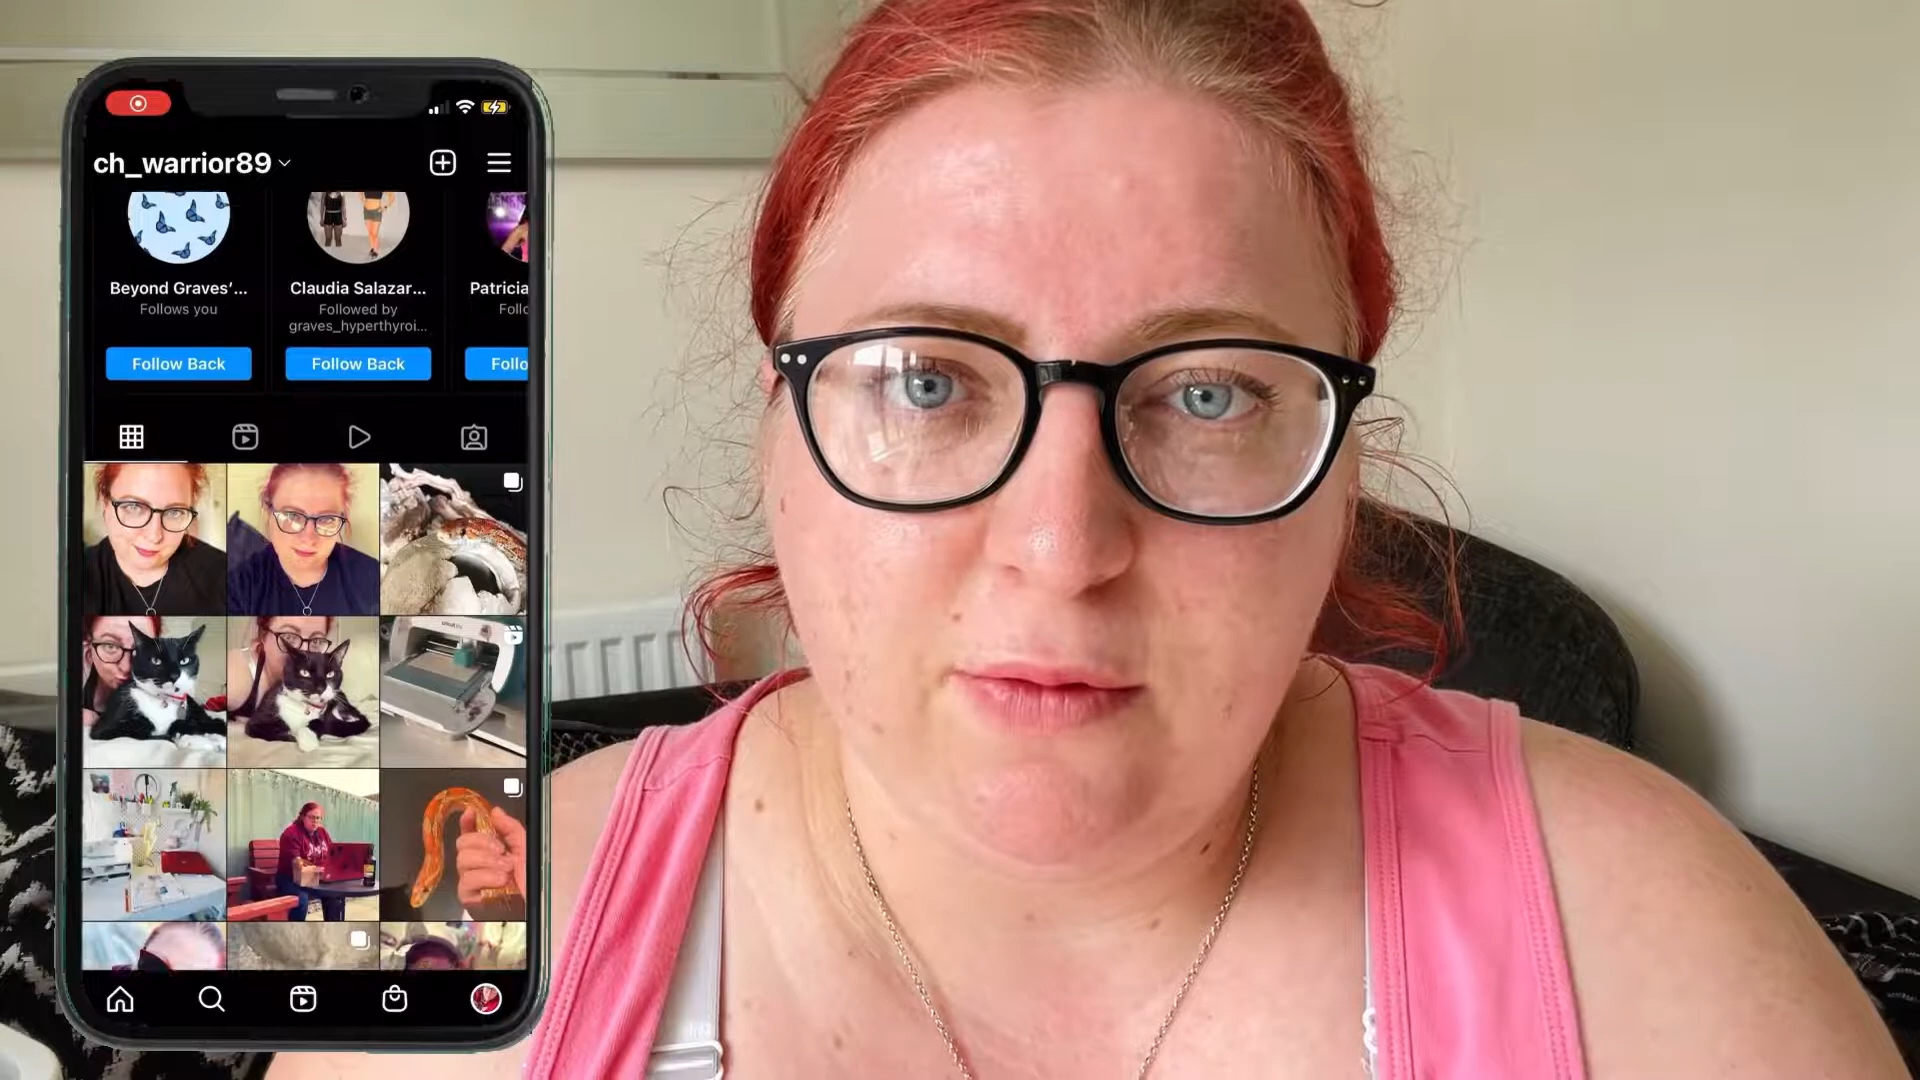 ch_warrior89
Beyond Graves'...
Follows you
Follow Back
Claudia Salazar...
Followed by
graves_hyperthyroi...
Follow Back
Patricia
Follo